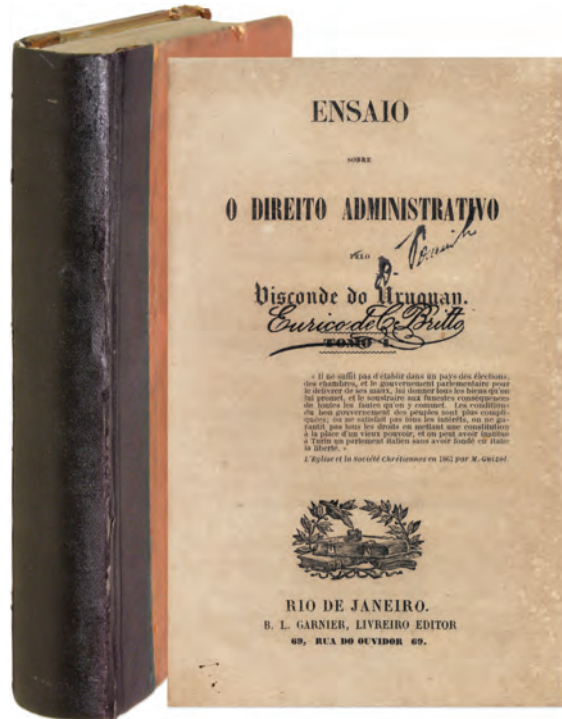 ENSAIO
SOBRE
O DIREITO ADMINISTRATIVO
PELO
Visconde do Uruguay.
Eurico de C. Britto
TOMO I.
« Il ne suffit pas d'établir dans un pays des élections,
des chambres, et le gouvernement parlementaire pour
le délivrer de ses maux, lui donner tous les biens qu'on
lui promet, et le soustraire aux funestes conséquences
de toutes les fautes qu'on y commet. Les conditions
du bon gouvernement des peuples sont plus compli-
quées; on ne satisfait pas tous les intérêts, on ne ga-
rantit pas tous les droits en mettant une constitution
à la place d'un vieux pouvoir, et on peut avoir institué
à Turin un parlement italien sans avoir fondé en Italie
la liberté. »
L'Eglise et la Société Chrétiennes en 1861 par M. GUIZOT.
RIO DE JANEIRO.
B. L. GARNIER, LIVREIRO EDITOR
69, RUA DO OUVIDOR 69.